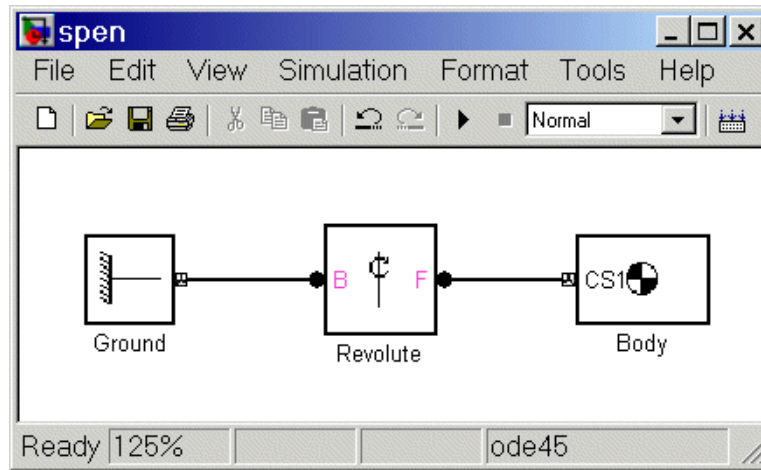 spen
File Edit View Simulation Format Tools Help
Normal
B F
CS1
Ground
Revolute
Body
Ready 125% ode45